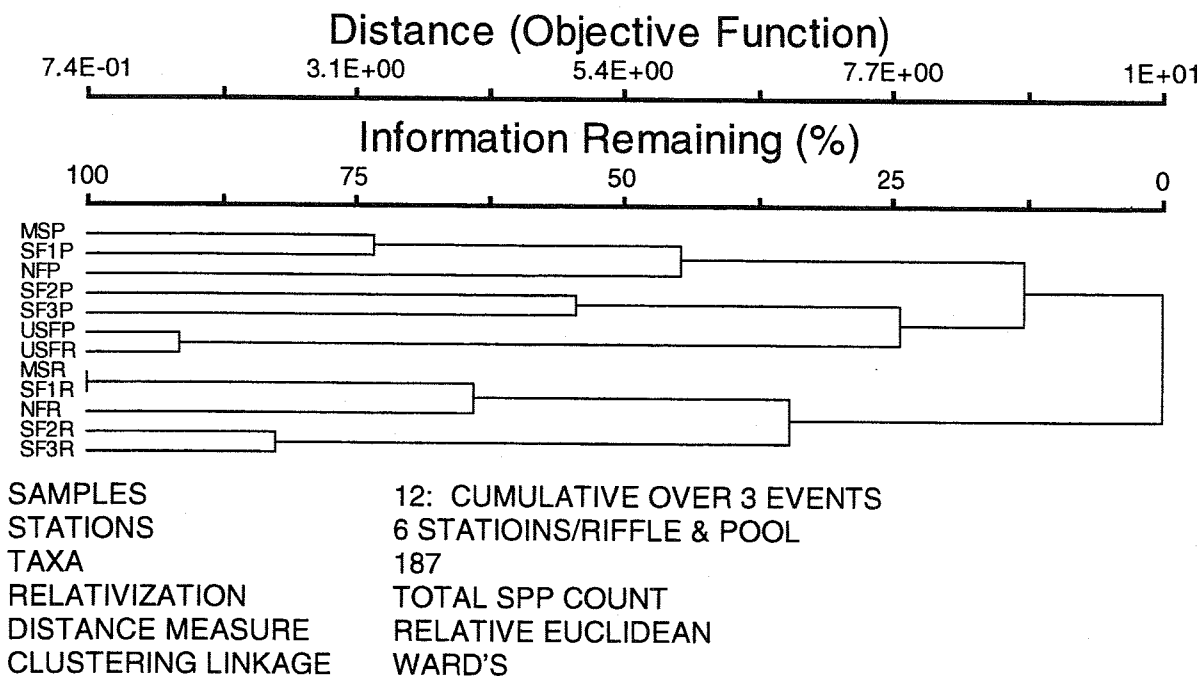 Distance (Objective Function)
7.4E-01 3.1E+00 5.4E+00 7.7E+00 1E+01
Information Remaining (%)
100 75 50 25 0
MSP
SF1P
NFP
SF2P
SF3P
USFP
USFR
MSR
SF1R
NFR
SF2R
SF3R
SAMPLES 12: CUMULATIVE OVER 3 EVENTS
STATIONS 6 STATIOINS/RIFFLE & POOL
TAXA 187
RELATIVIZATION TOTAL SPP COUNT
DISTANCE MEASURE RELATIVE EUCLIDEAN
CLUSTERING LINKAGE WARD'S